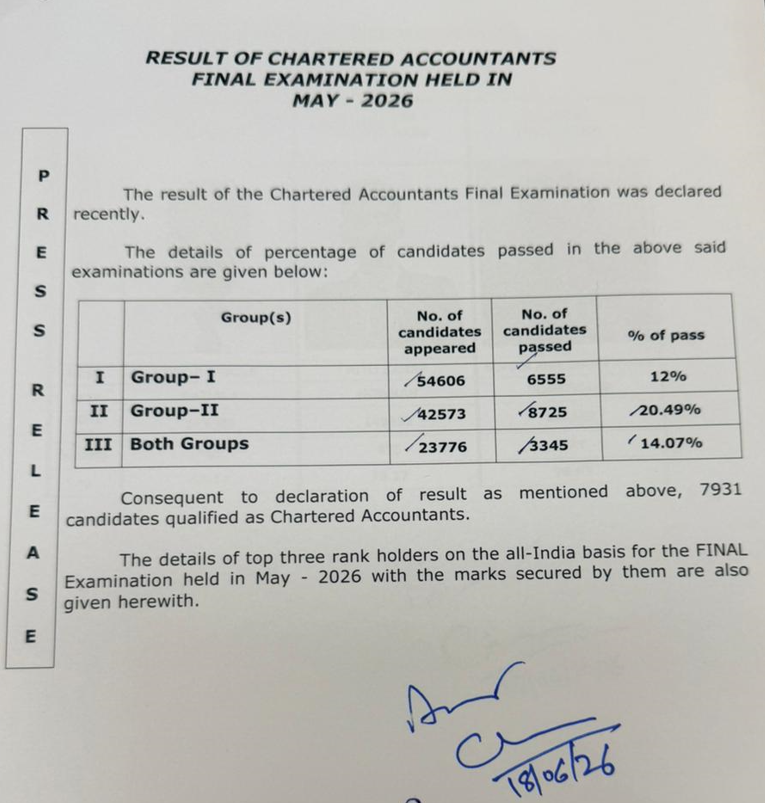 RESULT OF CHARTERED ACCOUNTANTS
FINAL EXAMINATION HELD IN
MAY - 2026
PRESS RELEASE
The result of the Chartered Accountants Final Examination was declared
recently.
The details of percentage of candidates passed in the above said
examinations are given below:
Group(s) No. of candidates appeared No. of candidates passed % of pass
I Group– I 54606 6555 12%
II Group–II 42573 8725 20.49%
III Both Groups 23776 3345 14.07%
Consequent to declaration of result as mentioned above, 7931
candidates qualified as Chartered Accountants.
The details of top three rank holders on the all-India basis for the FINAL
Examination held in May - 2026 with the marks secured by them are also
given herewith.
18/06/26